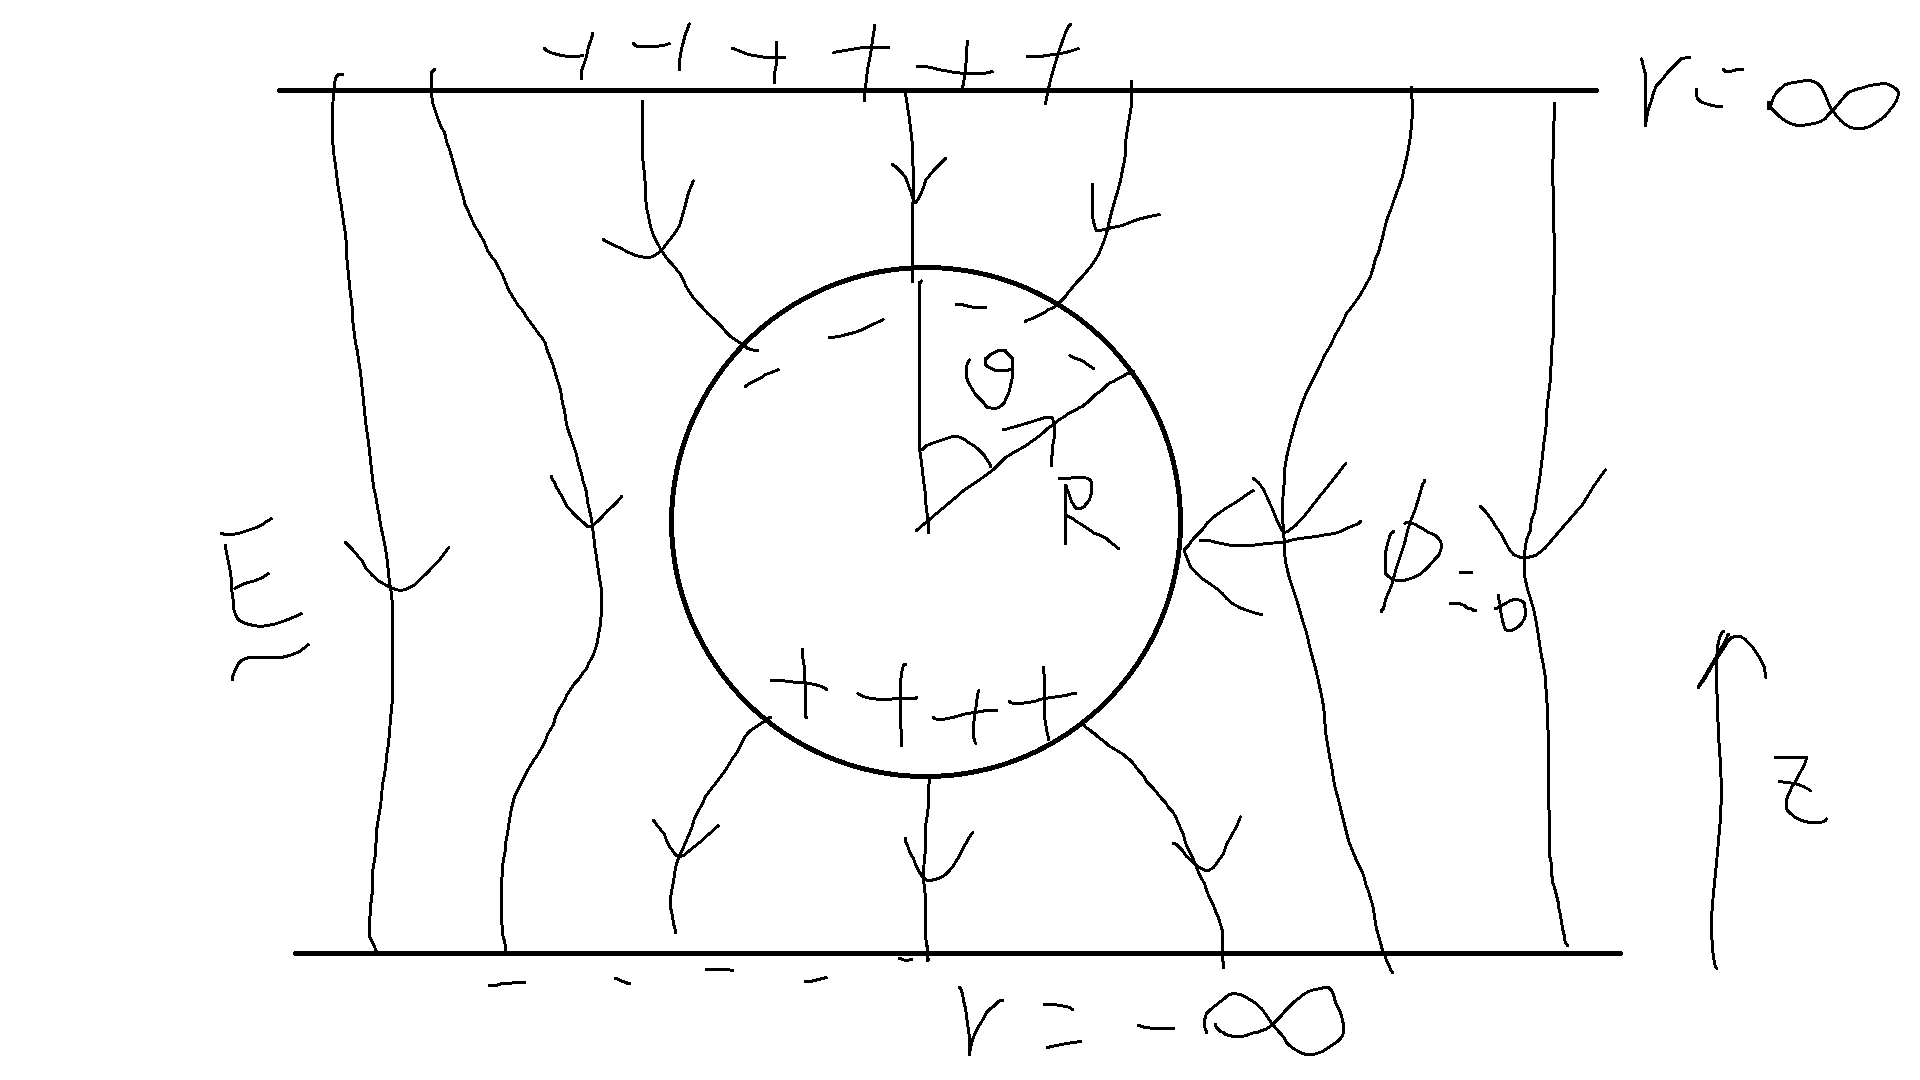 + + + + + +
r = ∞
- - - -
θ
R
E
ϕ = 0
+ + + +
z
- - - - -
r = - ∞